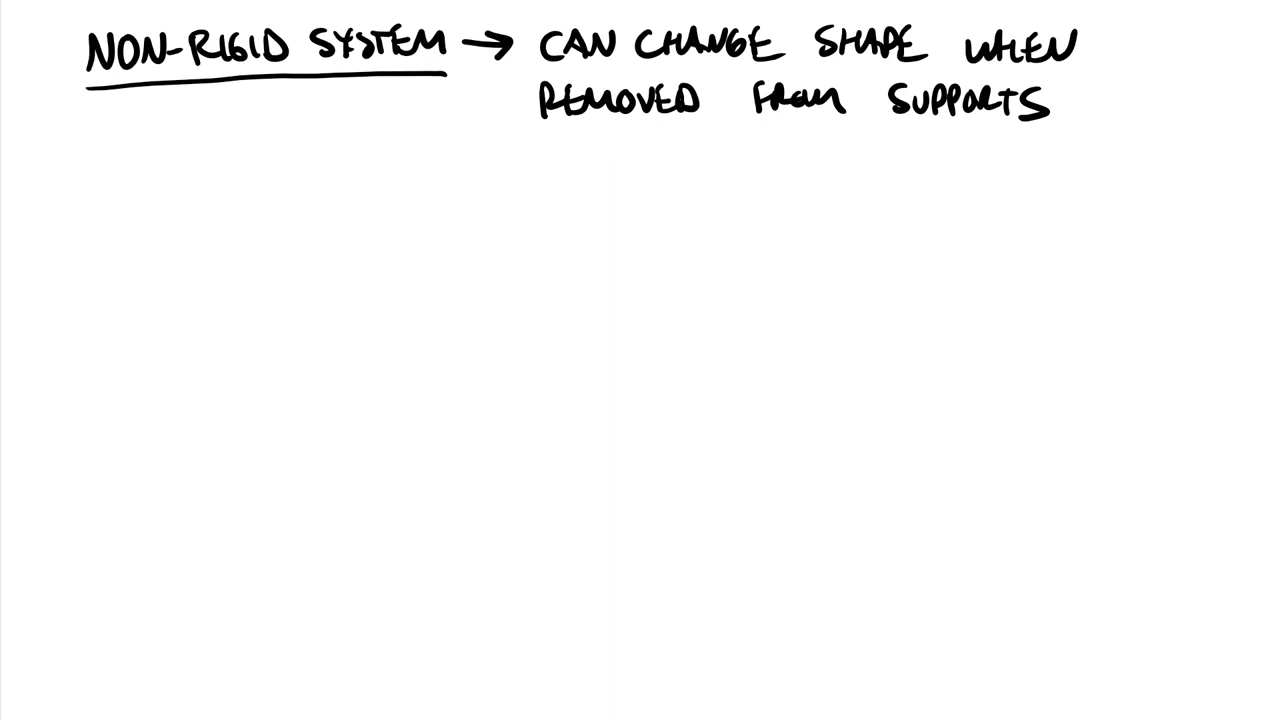 NON-RIGID SYSTEM → CAN CHANGE SHAPE WHEN
REMOVED FROM SUPPORTS